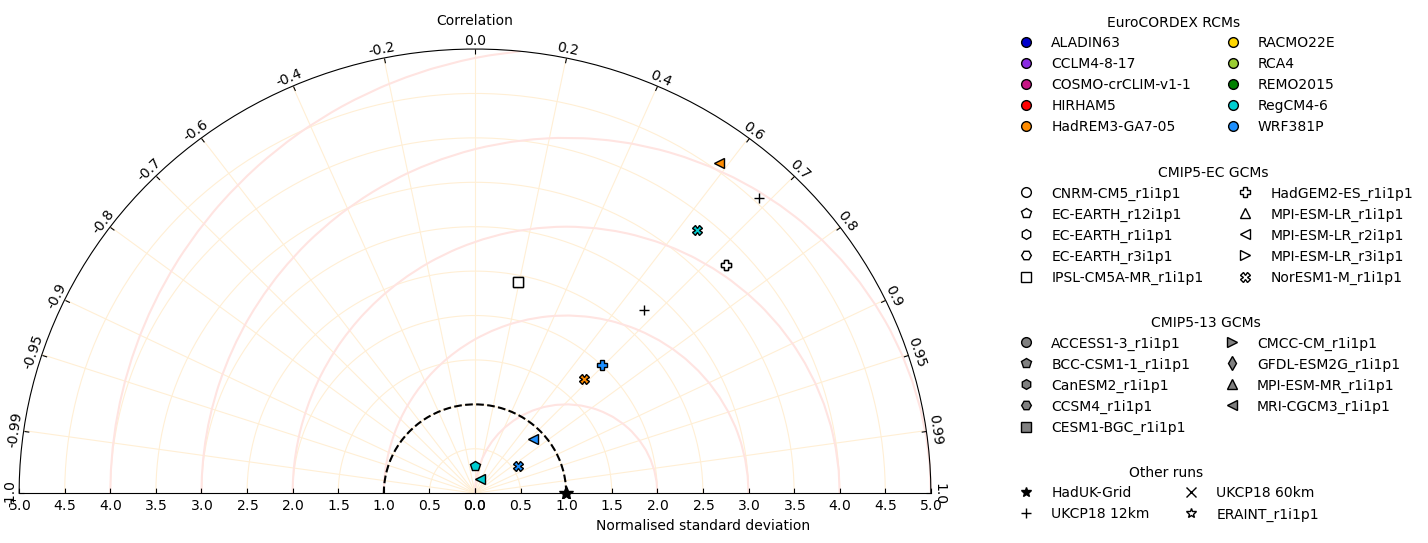 Correlation
0.0
-0.2
0.2
-0.4
0.4
-0.6
0.6
-0.7
0.7
-0.8
0.8
-0.9
0.9
-0.95
0.95
-0.99
0.99
-1.0
1.0
5.0 4.5 4.0 3.5 3.0 2.5 2.0 1.5 1.0 0.5 0.0 0.5 1.0 1.5 2.0 2.5 3.0 3.5 4.0 4.5 5.0
Normalised standard deviation
EuroCORDEX RCMs
ALADIN63 RACMO22E
CCLM4-8-17 RCA4
COSMO-crCLIM-v1-1 REMO2015
HIRHAM5 RegCM4-6
HadREM3-GA7-05 WRF381P
CMIP5-EC GCMs
CNRM-CM5_r1i1p1 HadGEM2-ES_r1i1p1
EC-EARTH_r12i1p1 MPI-ESM-LR_r1i1p1
EC-EARTH_r1i1p1 MPI-ESM-LR_r2i1p1
EC-EARTH_r3i1p1 MPI-ESM-LR_r3i1p1
IPSL-CM5A-MR_r1i1p1 NorESM1-M_r1i1p1
CMIP5-13 GCMs
ACCESS1-3_r1i1p1 CMCC-CM_r1i1p1
BCC-CSM1-1_r1i1p1 GFDL-ESM2G_r1i1p1
CanESM2_r1i1p1 MPI-ESM-MR_r1i1p1
CCSM4_r1i1p1 MRI-CGCM3_r1i1p1
CESM1-BGC_r1i1p1
Other runs
HadUK-Grid UKCP18 60km
UKCP18 12km ERAINT_r1i1p1